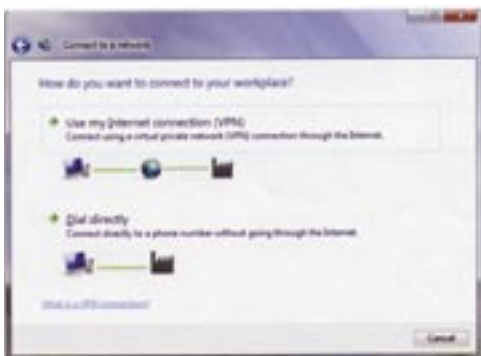 Connect to a network
How do you want to connect to your workplace?
Use my Internet connection (VPN)
Connect using a virtual private network (VPN) connection through the Internet.
Dial directly
Connect directly to a phone number without going through the Internet.
What is a VPN connection?
Cancel